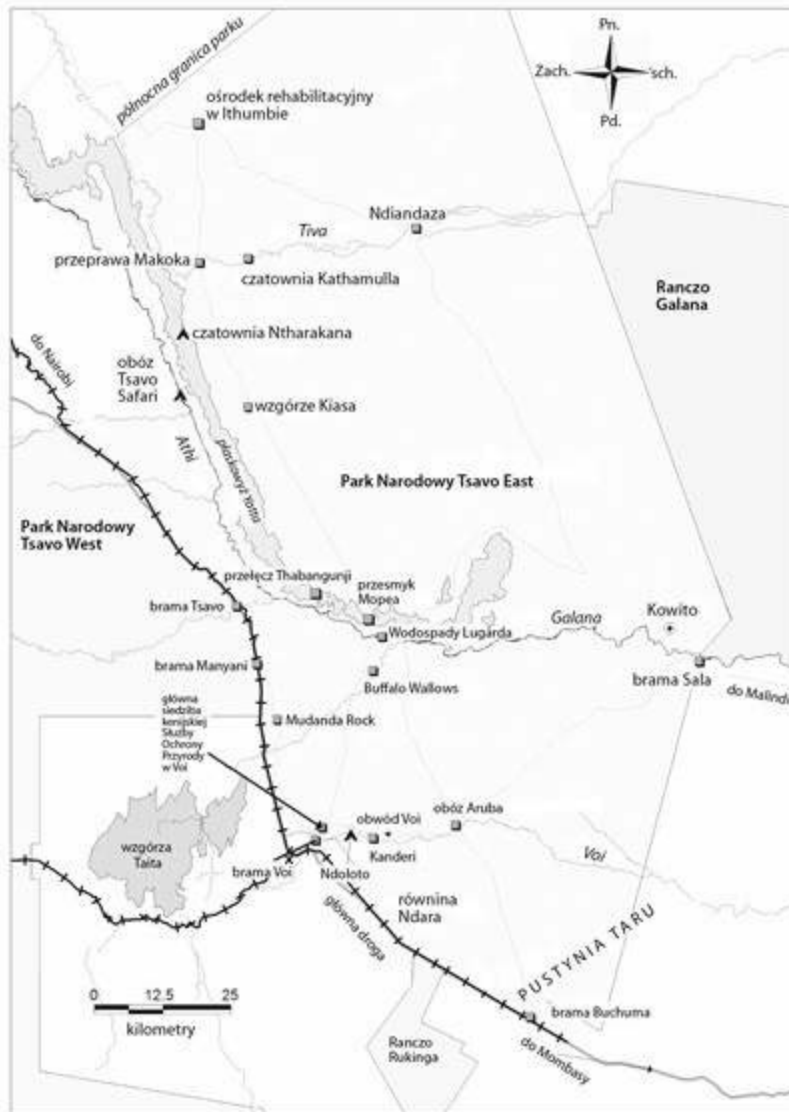 Pn.
Zach.
sch.
Pd.
północna granica parku
ośrodek rehabilitacyjny
w Ithumbie
Ndiandaza
Tiva
przeprawa Makoka
czatownia Kathamulla
Ranczo
Galana
czatownia Ntharakana
do Nairobi
obóz
Tsavo
Safari
wzgórze Kiasa
Athi
płaskowyż Yatta
Park Narodowy Tsavo East
Park Narodowy
Tsavo West
przełęcz Thabangunji
przesmyk
Mopea
brama Tsavo
Galana
Kowito
Wodospady Lugarda
brama Manyani
Buffalo Wallows
brama Sala
do Malindi
główna
siedziba
kenijskiej
Służby
Ochrony
Przyrody
w Voi
Mudanda Rock
obwód Voi
obóz Aruba
wzgórza
Taita
brama Voi
Ndoloto
Kanderi
Voi
równina
Ndara
główna droga
PUSTYNIA TARU
0 12.5 25
kilometry
brama Buchuma
Ranczo
Rukinga
do Mombasy